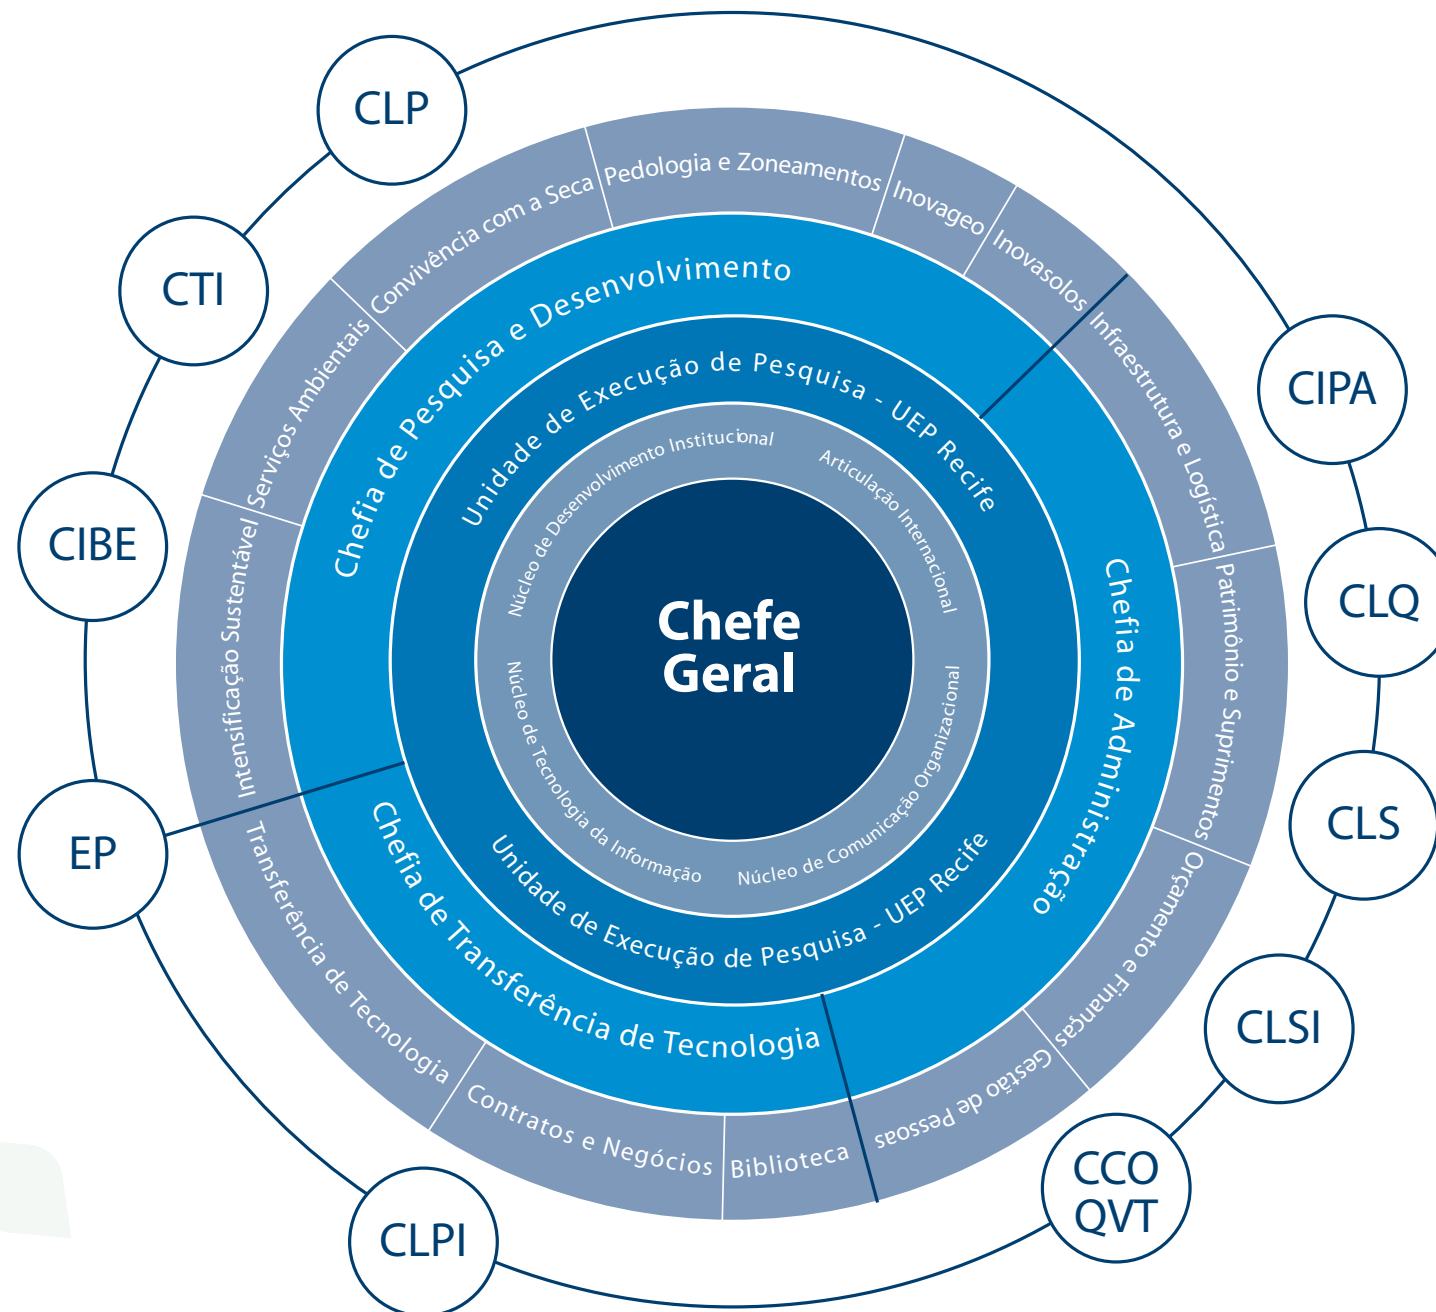 CLP
CTI
CIBE
EP
CLPI
CCO
QVT
CLSI
CLS
CLQ
CIPA
Intensificação Sustentável
Serviços Ambientais
Convivência com a Seca
Pedologia e Zoneamentos
Inovageo
Inovasolos
Infraestrutura e Logística
Patrimônio e Suprimentos
Orçamento e Finanças
Gestão de Pessoas
Biblioteca
Contratos e Negócios
Transferência de Tecnologia
Chefia de Pesquisa e Desenvolvimento
Chefia de Administração
Chefia de Transferência de Tecnologia
Unidade de Execução de Pesquisa - UEP Recife
Unidade de Execução de Pesquisa - UEP Recife
Núcleo de Desenvolvimento Institucional
Articulação Internacional
Núcleo de Comunicação Organizacional
Núcleo de Tecnologia da Informação
Chefe
Geral